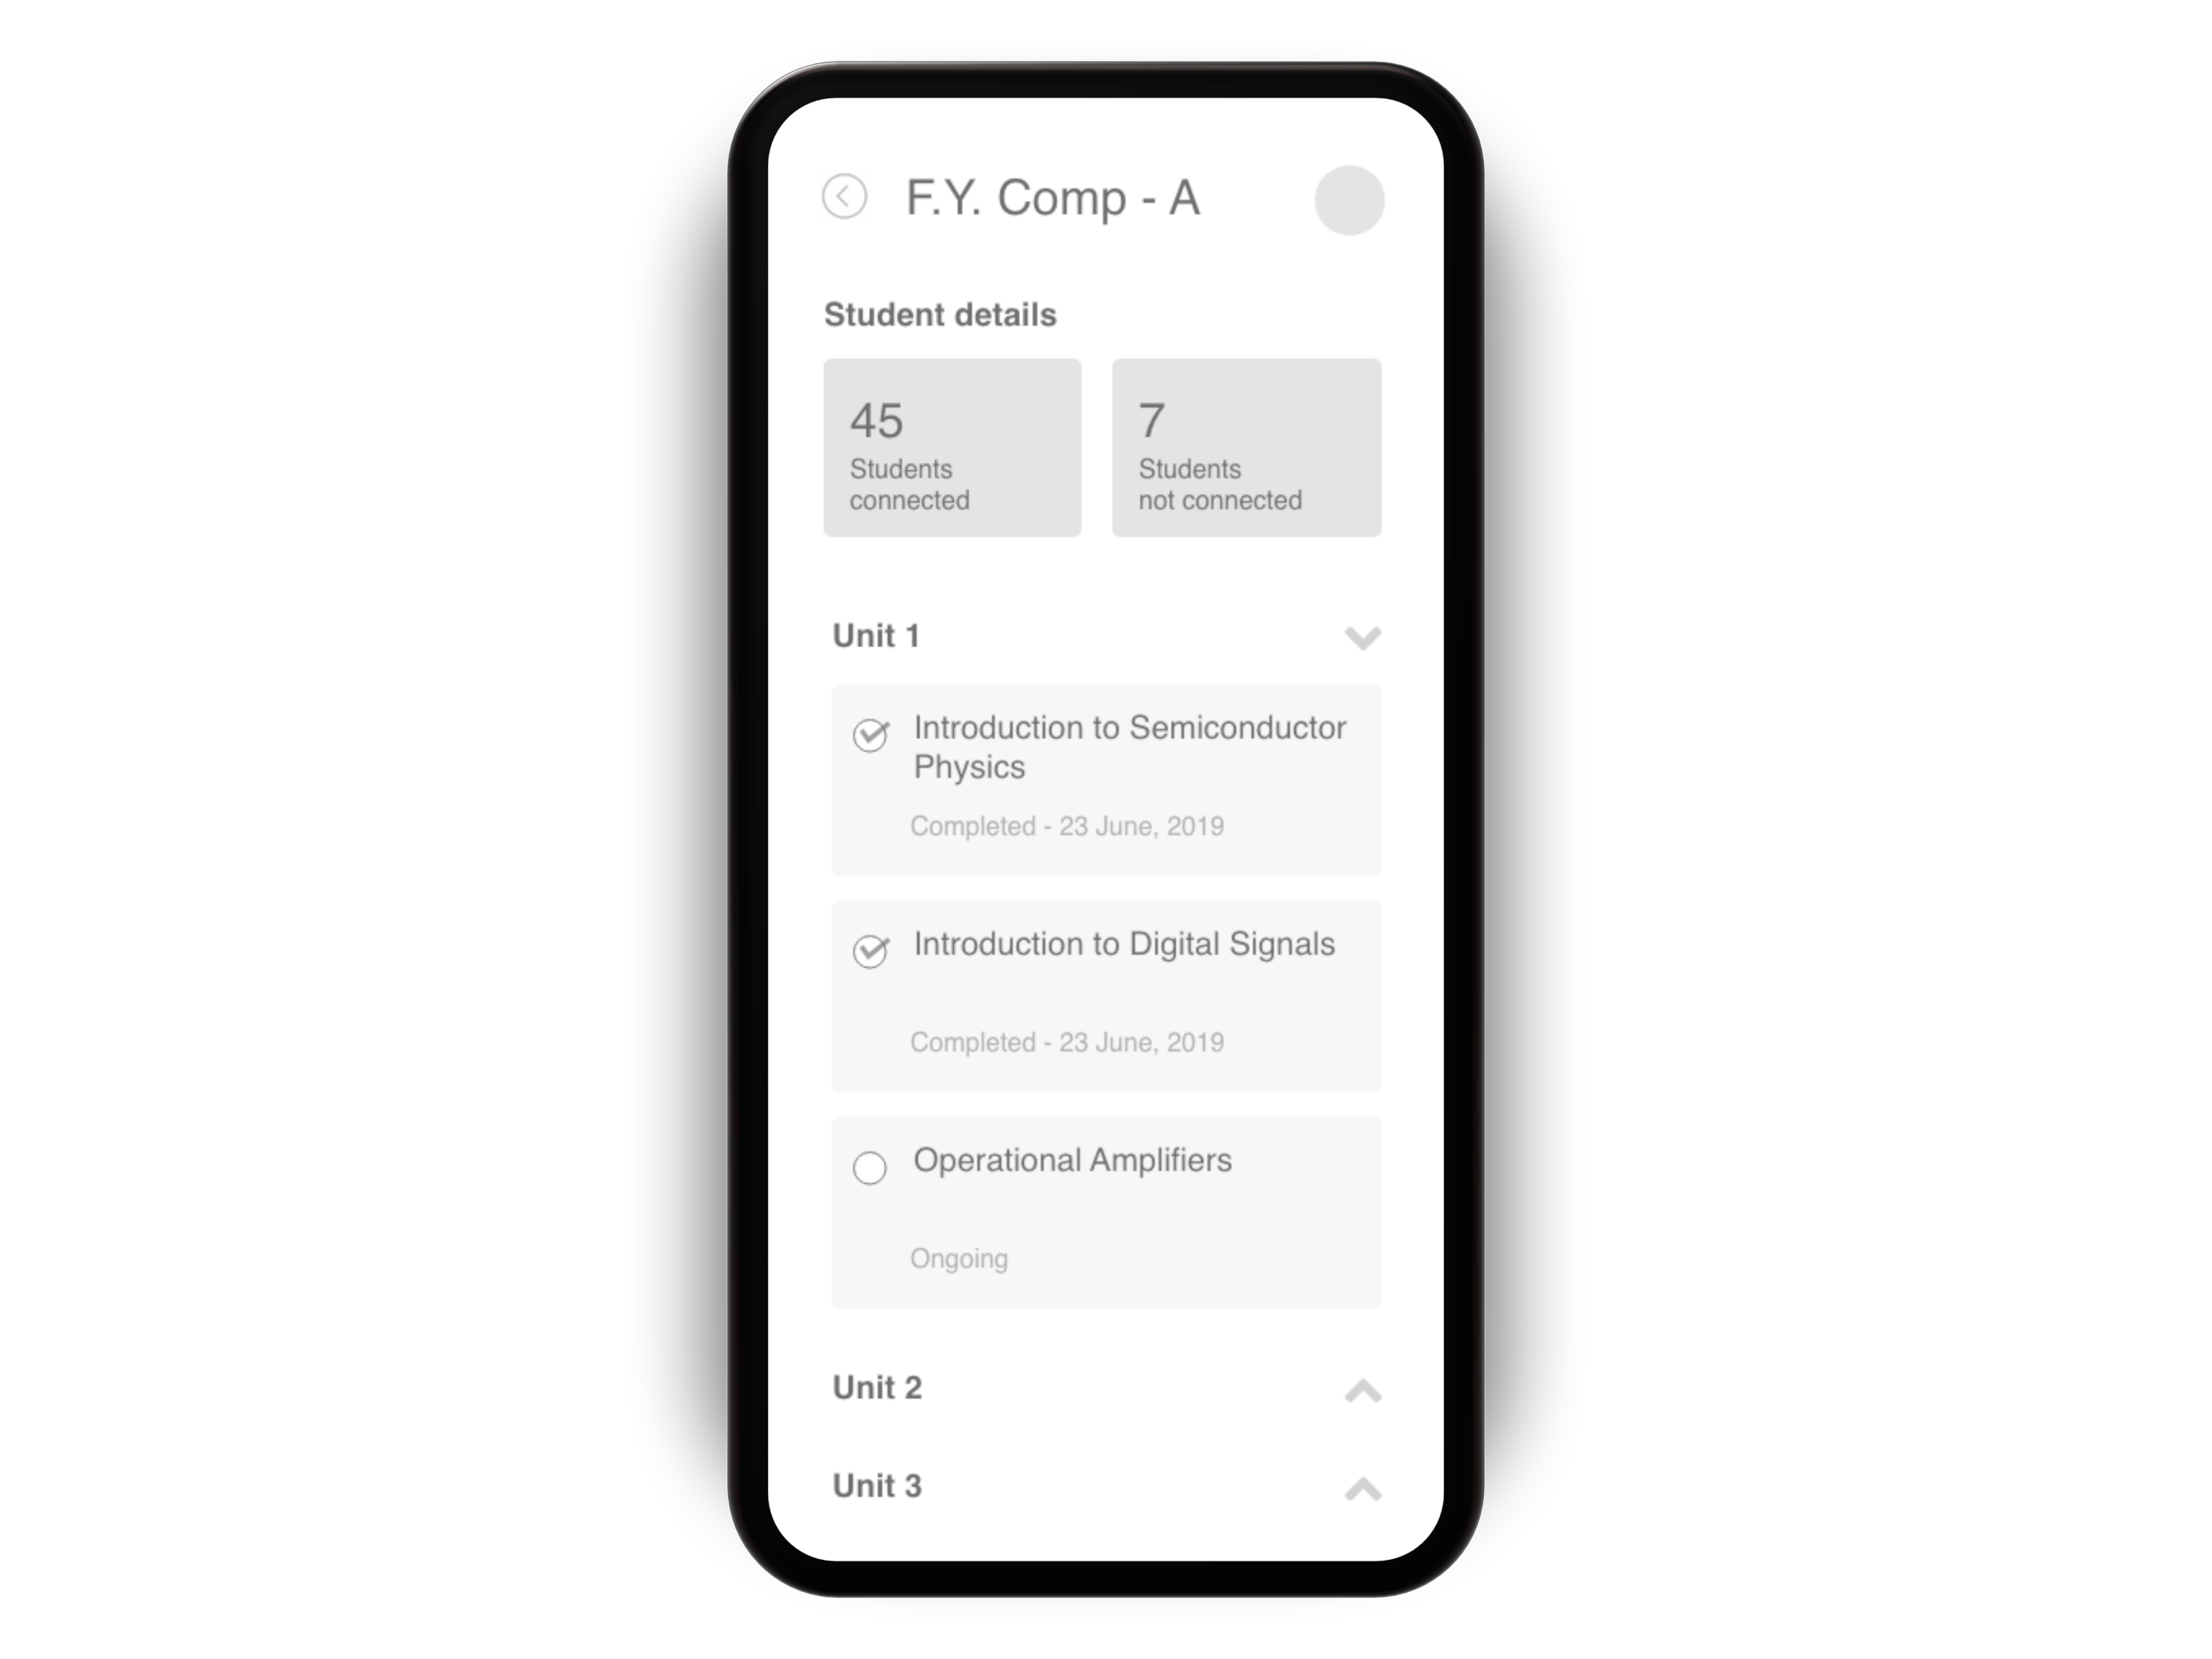 F.Y. Comp - A
Student details
45
Students
connected
7
Students
not connected
Unit 1
Introduction to Semiconductor
Physics
Completed - 23 June, 2019
Introduction to Digital Signals
Completed - 23 June, 2019
Operational Amplifiers
Ongoing
Unit 2
Unit 3